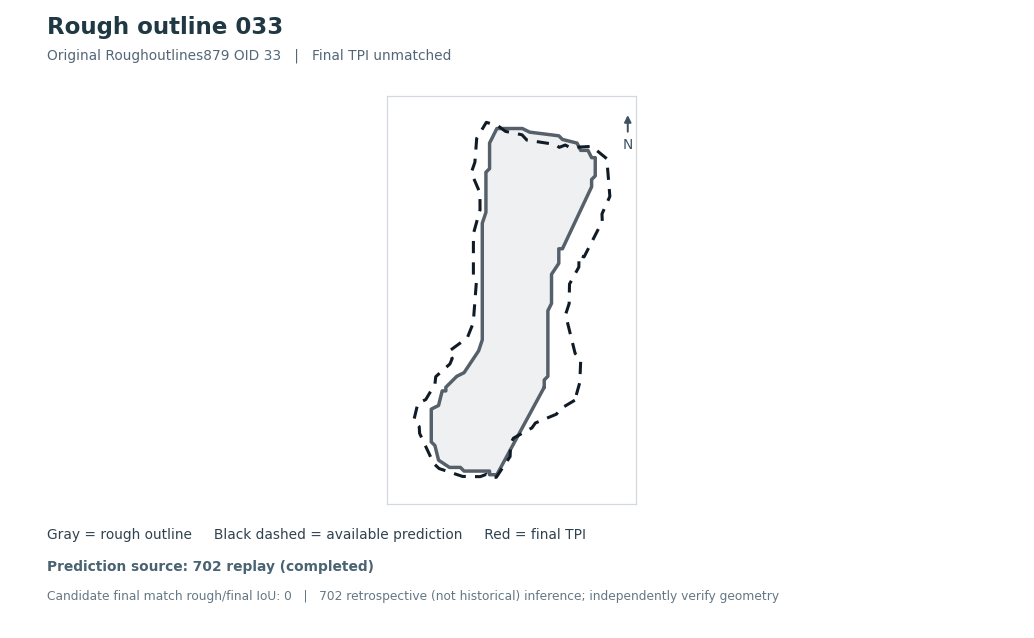 Rough outline 033
Original Roughoutlines879 OID 33   |   Final TPI unmatched
N
Gray = rough outline     Black dashed = available prediction     Red = final TPI
Prediction source: 702 replay (completed)
Candidate final match rough/final IoU: 0   |   702 retrospective (not historical) inference; independently verify geometry